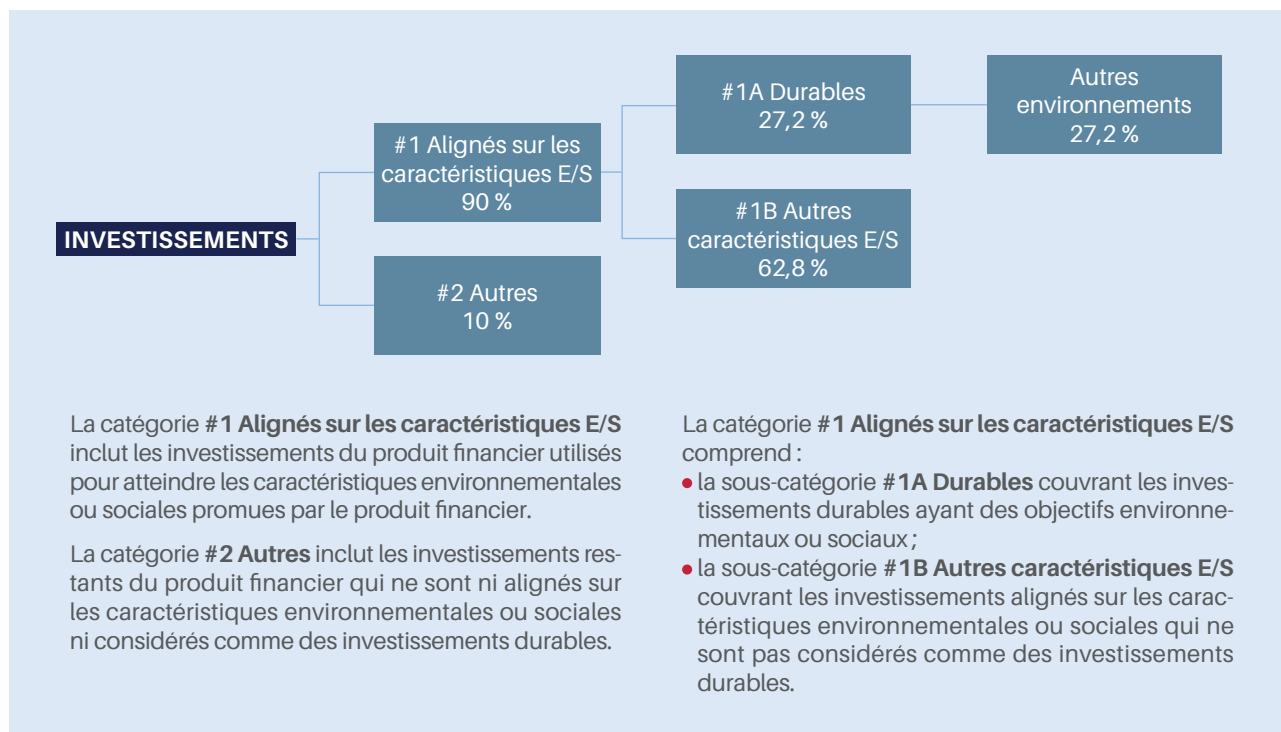 #1A Durables
27,2 %
Autres
environnements
27,2 %
#1 Alignés sur les
caractéristiques E/S
90 %
#1B Autres
caractéristiques E/S
62,8 %
INVESTISSEMENTS
#2 Autres
10 %
La catégorie #1 Alignés sur les caractéristiques E/S
inclut les investissements du produit financier utilisés
pour atteindre les caractéristiques environnementales
ou sociales promues par le produit financier.
La catégorie #2 Autres inclut les investissements res-
tants du produit financier qui ne sont ni alignés sur
les caractéristiques environnementales ou sociales
ni considérés comme des investissements durables.
La catégorie #1 Alignés sur les caractéristiques E/S
comprend :
• la sous-catégorie #1A Durables couvrant les inves-
tissements durables ayant des objectifs environne-
mentaux ou sociaux ;
• la sous-catégorie #1B Autres caractéristiques E/S
couvrant les investissements alignés sur les carac-
téristiques environnementales ou sociales qui ne
sont pas considérés comme des investissements
durables.